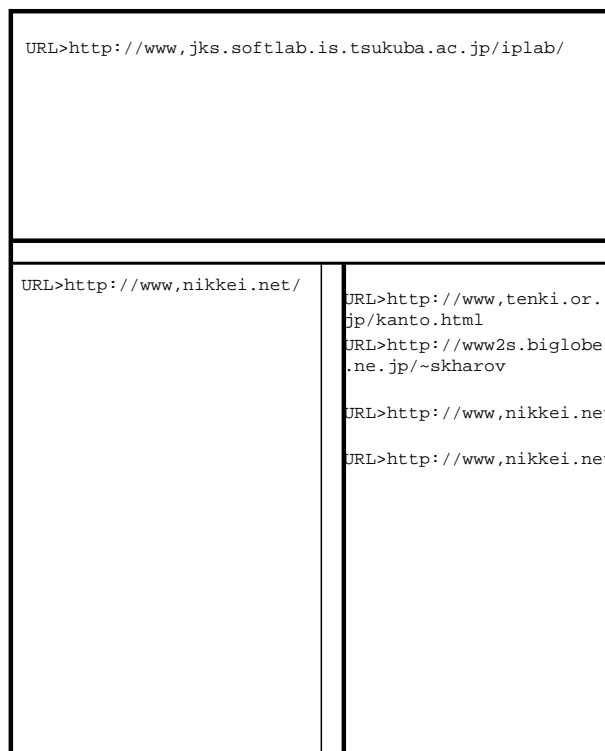 URL>http://www,jks.softlab.is.tsukuba.ac.jp/iplab/
URL>http://www,nikkei.net/
URL>http://www,tenki.or.
jp/kanto.html
URL>http://www2s.biglobe
.ne.jp/~skharov
URL>http://www,nikkei.net
URL>http://www,nikkei.net